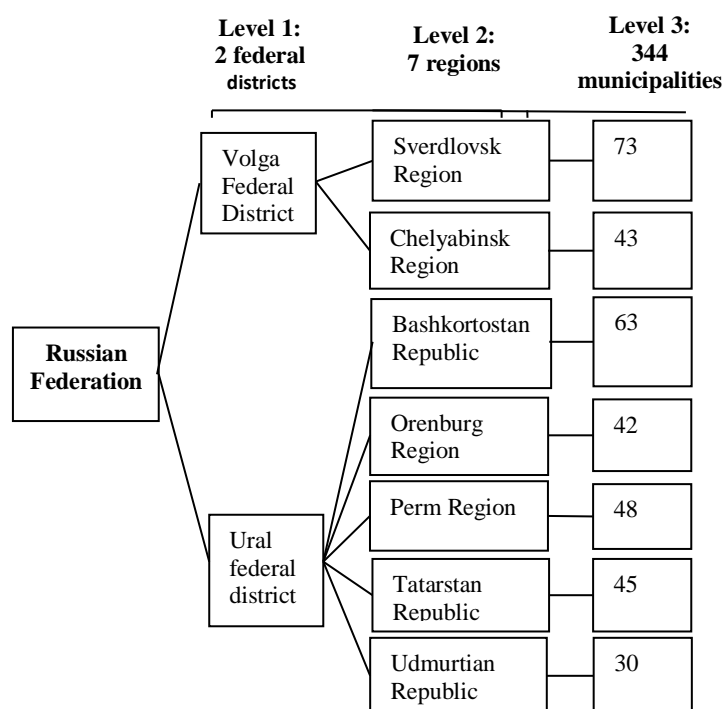 Level 1:
2 federal
districts
Level 2:
7 regions
Level 3:
344
municipalities
Volga
Federal
District
Sverdlovsk
Region
73
Chelyabinsk
Region
43
Russian
Federation
Bashkortostan
Republic
63
Orenburg
Region
42
Ural
federal
district
Perm Region
48
Tatarstan
Republic
45
Udmurtian
Republic
30